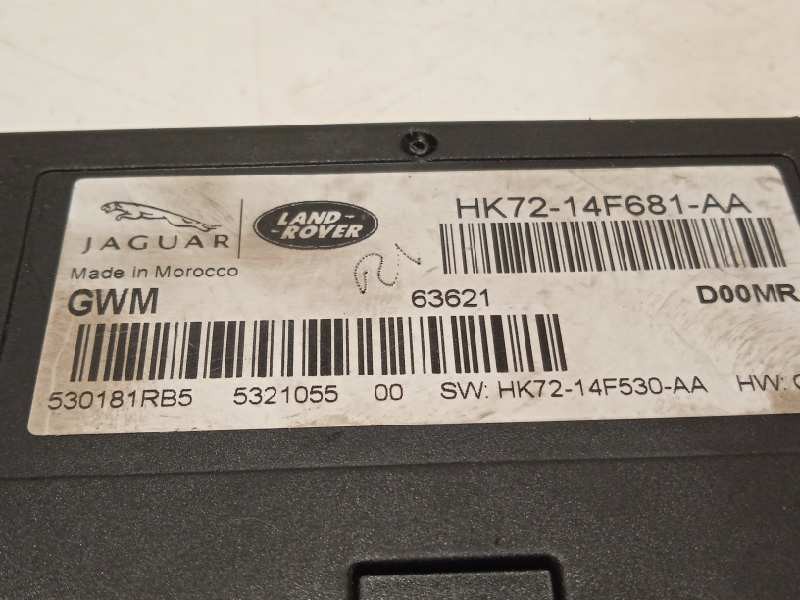 JAGUAR
LAND-
-ROVER
HK72-14F681-AA
Made in Morocco
GWM 63621 D00MR
530181RB5 5321055 00 SW: HK72-14F530-AA HW: